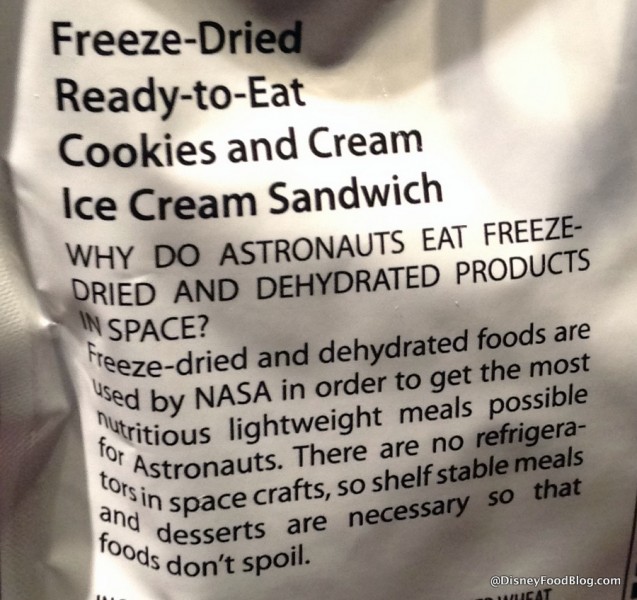 Freeze-Dried
Ready-to-Eat
Cookies and Cream
Ice Cream Sandwich
WHY DO ASTRONAUTS EAT FREEZE-
DRIED AND DEHYDRATED PRODUCTS
IN SPACE?
Freeze-dried and dehydrated foods are
used by NASA in order to get the most
nutritious lightweight meals possible
for Astronauts. There are no refrigera-
tors in space crafts, so shelf stable meals
and desserts are necessary so that
foods don't spoil.
WHEAT
@DisneyFoodBlog.com